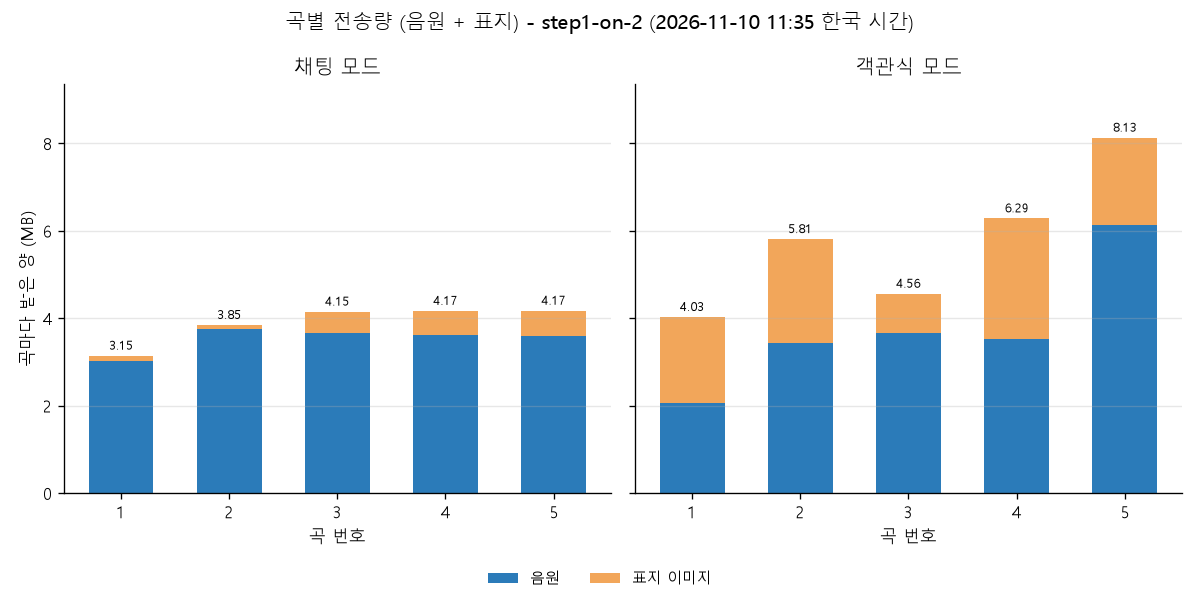 곡별 전송량 (음원 + 표지) - step1-on-2 (2026-11-10 11:35 한국 시간)
채팅 모드
객관식 모드
곡마다 받은 양 (MB)
8
6
4
2
0
3.15
3.85
4.15
4.17
4.17
4.03
5.81
4.56
6.29
8.13
1 2 3 4 5
1 2 3 4 5
곡 번호
곡 번호
음원
표지 이미지